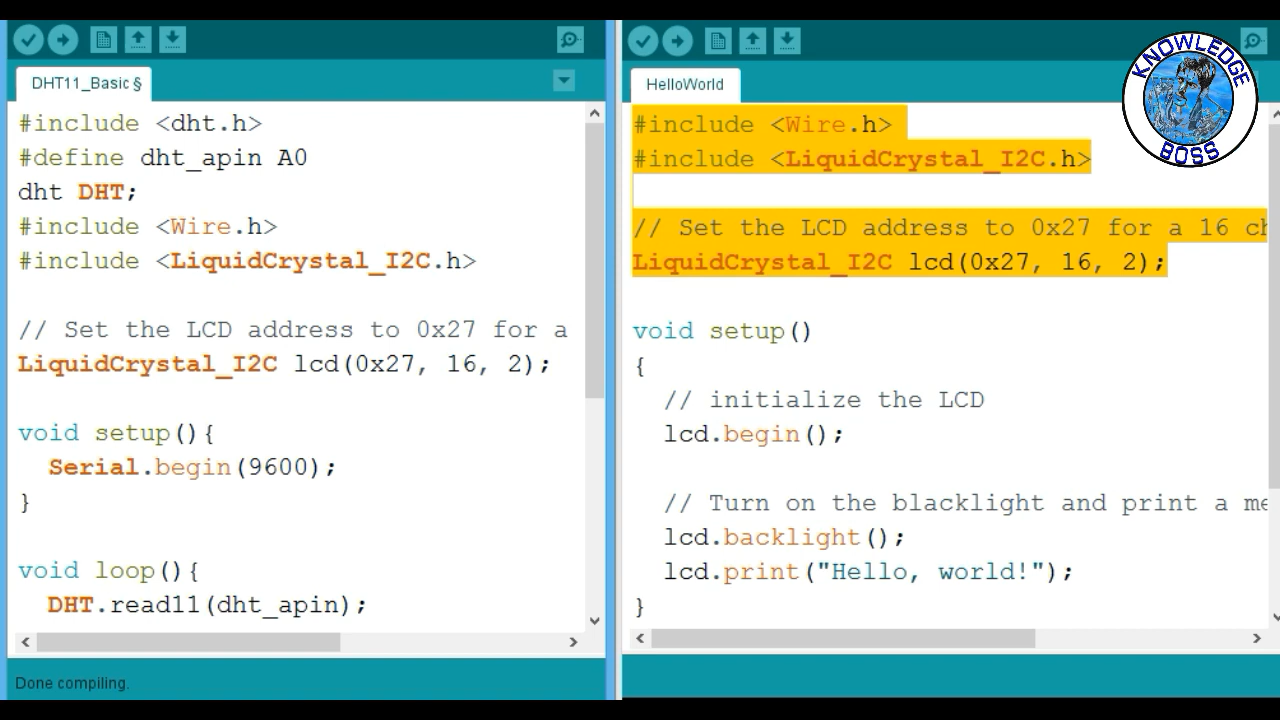 DHT11_Basic §
#include <dht.h>
#define dht_apin A0
dht DHT;
#include <Wire.h>
#include <LiquidCrystal_I2C.h>
// Set the LCD address to 0x27 for a
LiquidCrystal_I2C lcd(0x27, 16, 2);
void setup(){
Serial.begin(9600);
}
void loop(){
DHT.read11(dht_apin);
Done compiling.
HelloWorld
#include <Wire.h>
#include <LiquidCrystal_I2C.h>
// Set the LCD address to 0x27 for a 16 ch
LiquidCrystal_I2C lcd(0x27, 16, 2);
void setup()
{
// initialize the LCD
lcd.begin();
// Turn on the blacklight and print a me
lcd.backlight();
lcd.print("Hello, world!");
}
KNOWLEDGE
BOSS